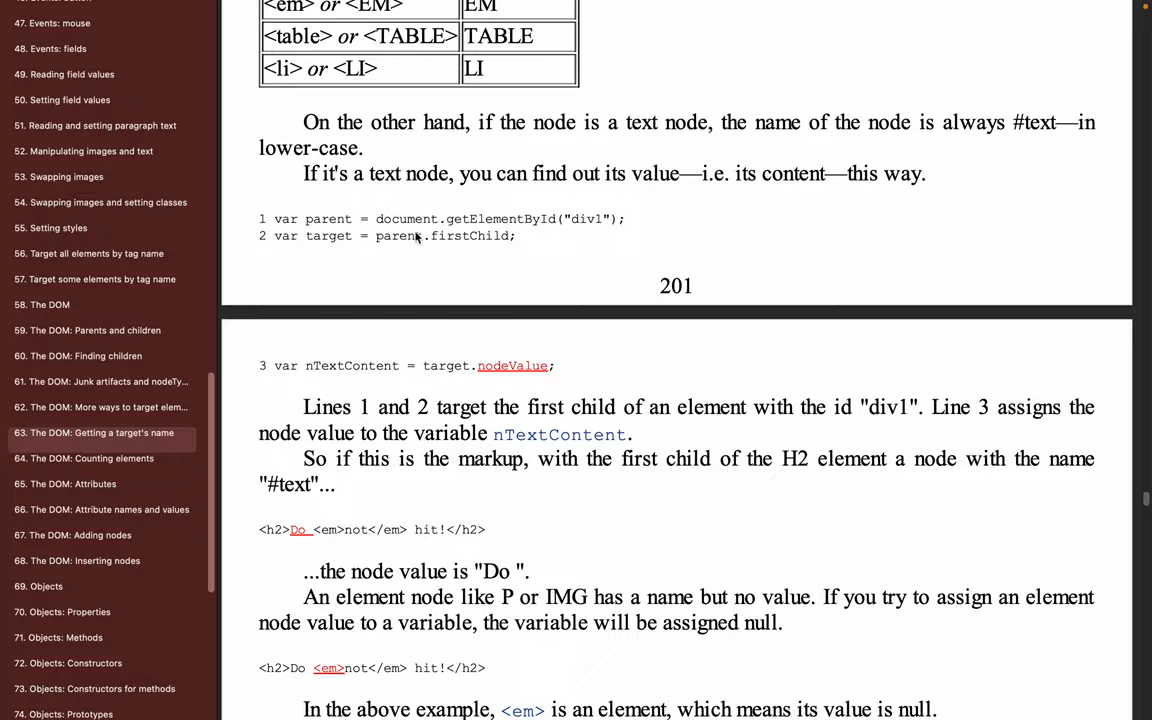 47. Events: mouse
48. Events: fields
49. Reading field values
50. Setting field values
51. Reading and setting paragraph text
52. Manipulating images and text
53. Swapping images
54. Swapping images and setting classes
55. Setting styles
56. Target all elements by tag name
57. Target some elements by tag name
58. The DOM
59. The DOM: Parents and children
60. The DOM: Finding children
61. The DOM: Junk artifacts and nodeTy...
62. The DOM: More ways to target elem...
63. The DOM: Getting a target's name
64. The DOM: Counting elements
65. The DOM: Attributes
66. The DOM: Attribute names and values
67. The DOM: Adding nodes
68. The DOM: Inserting nodes
69. Objects
70. Objects: Properties
71. Objects: Methods
72. Objects: Constructors
73. Objects: Constructors for methods
74. Objects: Prototypes
<em> or <EM> EM
<table> or <TABLE> TABLE
<li> or <LI> LI
On the other hand, if the node is a text node, the name of the node is always #text—in
lower-case.
If it's a text node, you can find out its value—i.e. its content—this way.
1 var parent = document.getElementById("div1");
2 var target = parent.firstChild;
201
3 var nTextContent = target.nodeValue;
Lines 1 and 2 target the first child of an element with the id "div1". Line 3 assigns the
node value to the variable nTextContent.
So if this is the markup, with the first child of the H2 element a node with the name
"#text"...
<h2>Do <em>not</em> hit!</h2>
...the node value is "Do ".
An element node like P or IMG has a name but no value. If you try to assign an element
node value to a variable, the variable will be assigned null.
<h2>Do <em>not</em> hit!</h2>
In the above example, <em> is an element, which means its value is null.